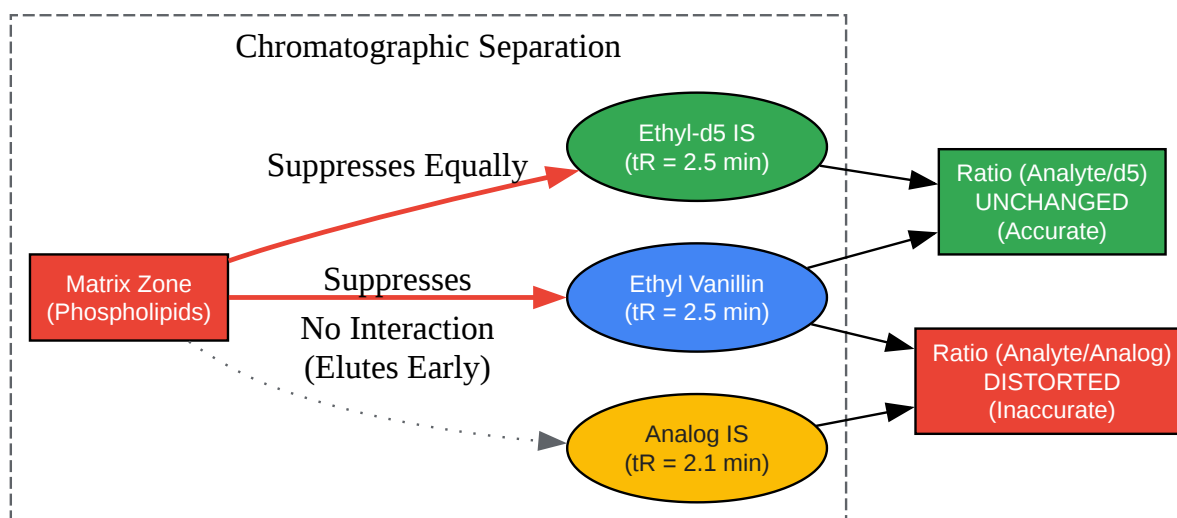 Chromatographic Separation
Ethyl-d5 IS
(tR = 2.5 min)
Suppresses Equally
Ratio (Analyte/d5)
UNCHANGED
(Accurate)
Matrix Zone
(Phospholipids)
Suppresses
Ethyl Vanillin
(tR = 2.5 min)
No Interaction
(Elutes Early)
Ratio (Analyte/Analog)
DISTORTED
(Inaccurate)
Analog IS
(tR = 2.1 min)